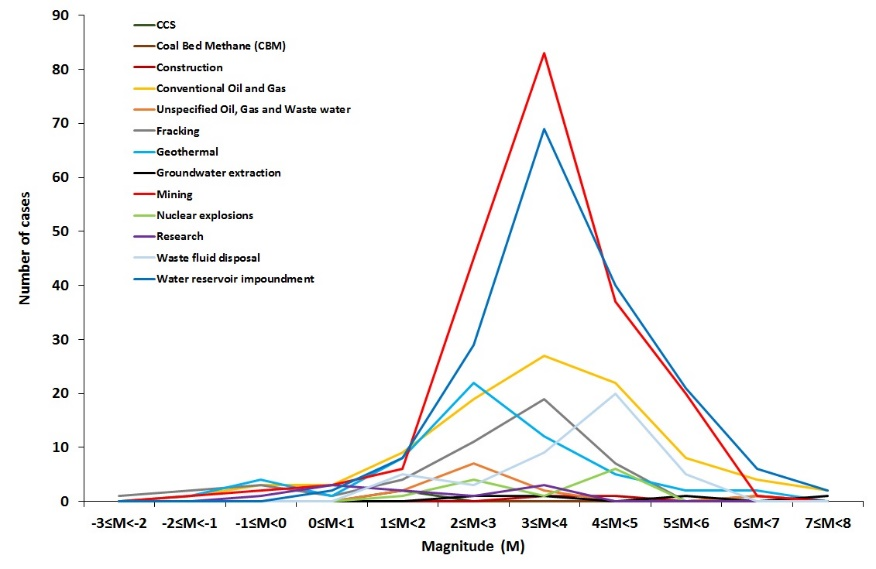 90
80
70
60
50
40
30
20
10
0
Number of cases
CCS
Coal Bed Methane (CBM)
Construction
Conventional Oil and Gas
Unspecified Oil, Gas and Waste water
Fracking
Geothermal
Groundwater extraction
Mining
Nuclear explosions
Research
Waste fluid disposal
Water reservoir impoundment
-3≤M<-2 -2≤M<-1 -1≤M<0 0≤M<1 1≤M<2 2≤M<3 3≤M<4 4≤M<5 5≤M<6 6≤M<7 7≤M<8
Magnitude (M)